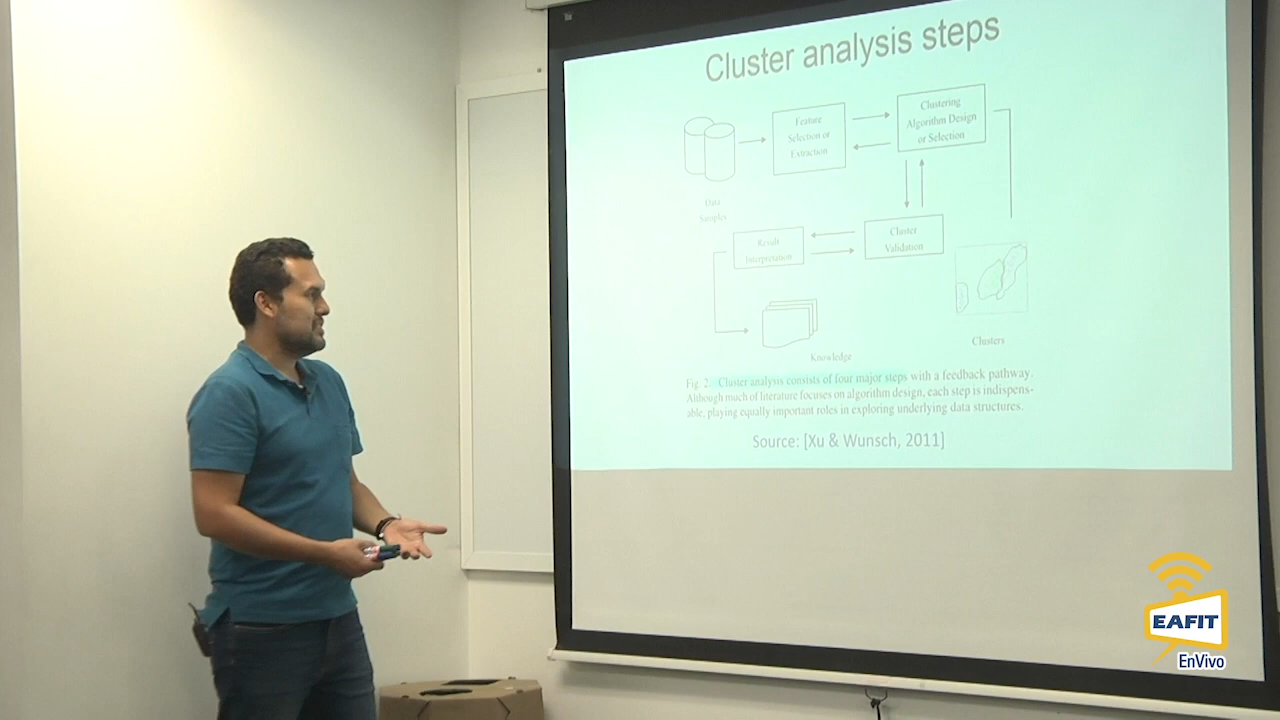 Cluster analysis steps
Feature
Selection or
Extraction
Clustering
Algorithm Design
or Selection
Data
Samples
Result
Interpretation
Cluster
Validation
Knowledge
Clusters
Fig. 2. Cluster analysis consists of four major steps with a feedback pathway.
Although much of literature focuses on algorithm design, each step is indispens-
able, playing equally important roles in exploring underlying data structures.
Source: [Xu & Wunsch, 2011]
EAFIT
EnVivo